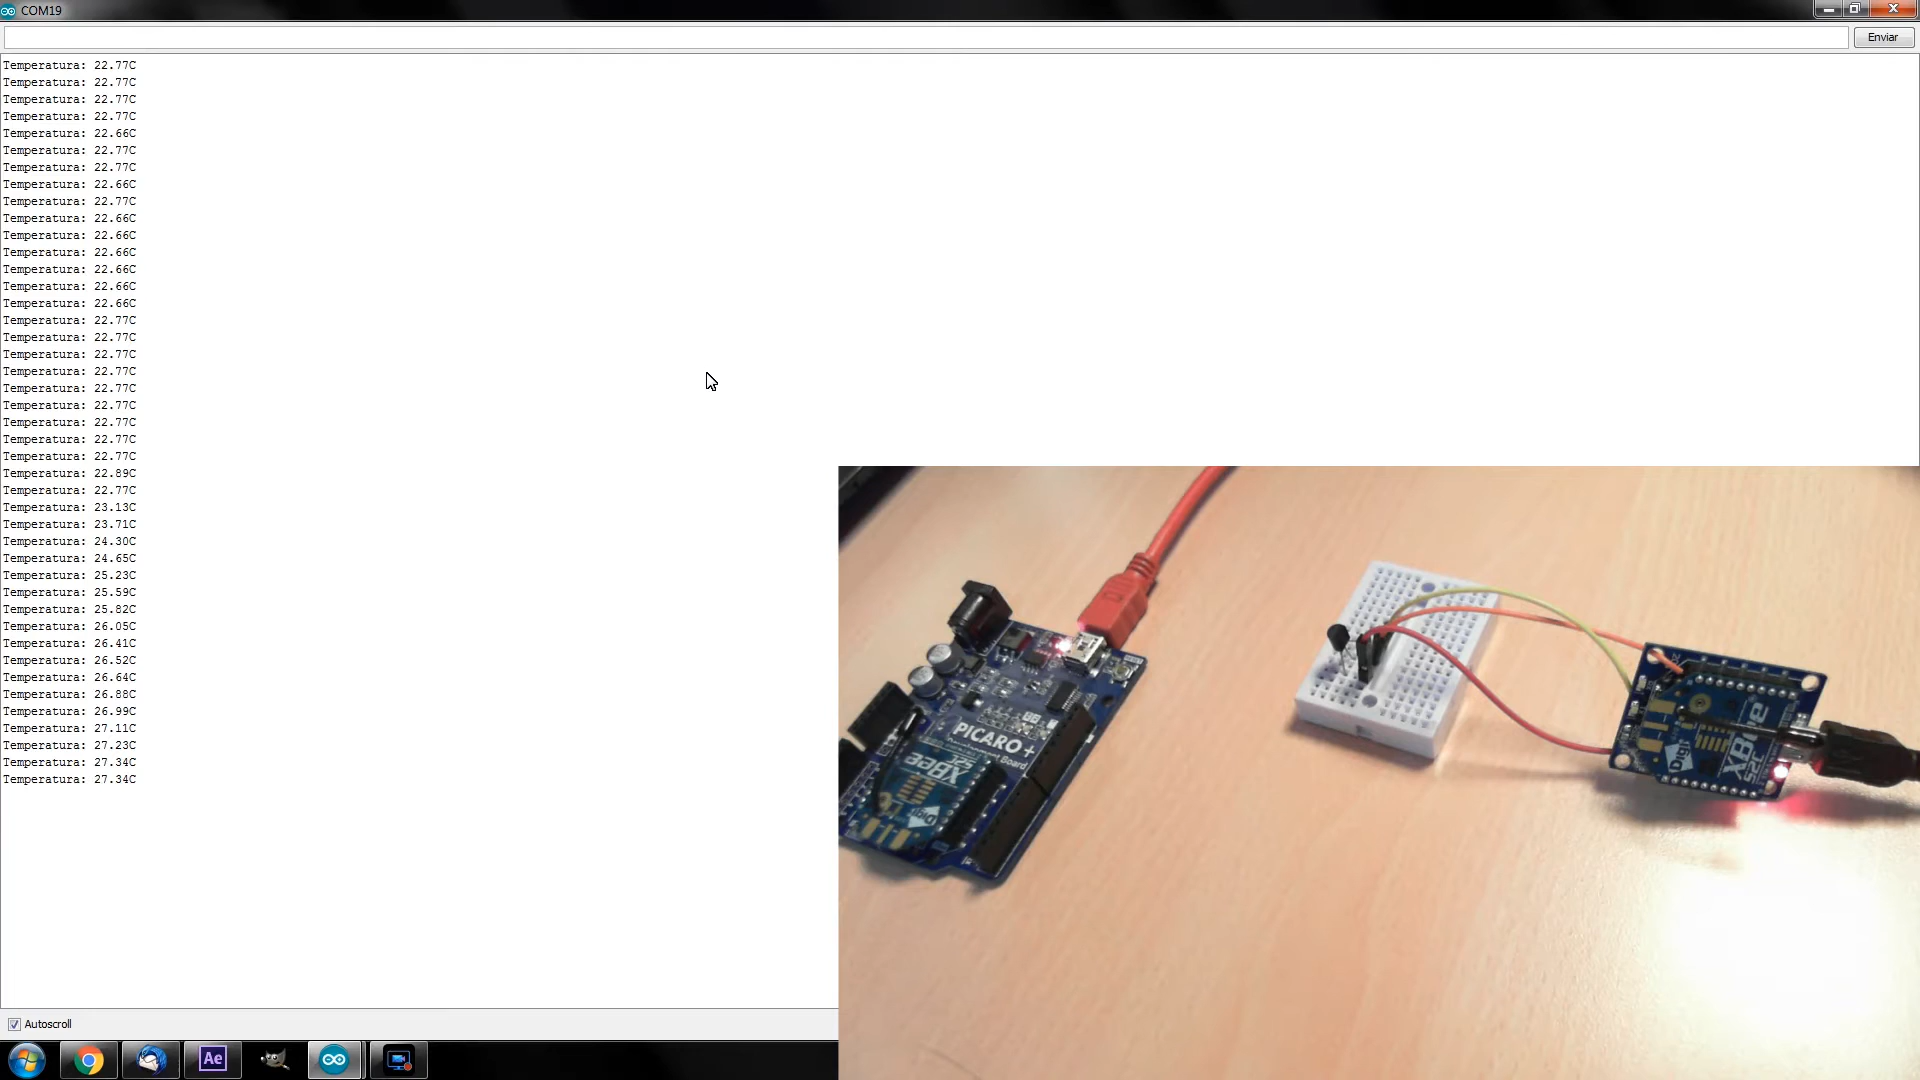 COM19
Enviar
Temperatura: 22.77C
Temperatura: 22.77C
Temperatura: 22.77C
Temperatura: 22.77C
Temperatura: 22.66C
Temperatura: 22.77C
Temperatura: 22.77C
Temperatura: 22.66C
Temperatura: 22.77C
Temperatura: 22.66C
Temperatura: 22.66C
Temperatura: 22.66C
Temperatura: 22.66C
Temperatura: 22.66C
Temperatura: 22.66C
Temperatura: 22.77C
Temperatura: 22.77C
Temperatura: 22.77C
Temperatura: 22.77C
Temperatura: 22.77C
Temperatura: 22.77C
Temperatura: 22.77C
Temperatura: 22.77C
Temperatura: 22.77C
Temperatura: 22.89C
Temperatura: 22.77C
Temperatura: 23.13C
Temperatura: 23.71C
Temperatura: 24.30C
Temperatura: 24.65C
Temperatura: 25.23C
Temperatura: 25.59C
Temperatura: 25.82C
Temperatura: 26.05C
Temperatura: 26.41C
Temperatura: 26.52C
Temperatura: 26.64C
Temperatura: 26.88C
Temperatura: 26.99C
Temperatura: 27.11C
Temperatura: 27.23C
Temperatura: 27.34C
Temperatura: 27.34C
PICARO+
Development Board
XBee
S2C
Digi
XBee
S2C
Digi
Autoscroll
Ae